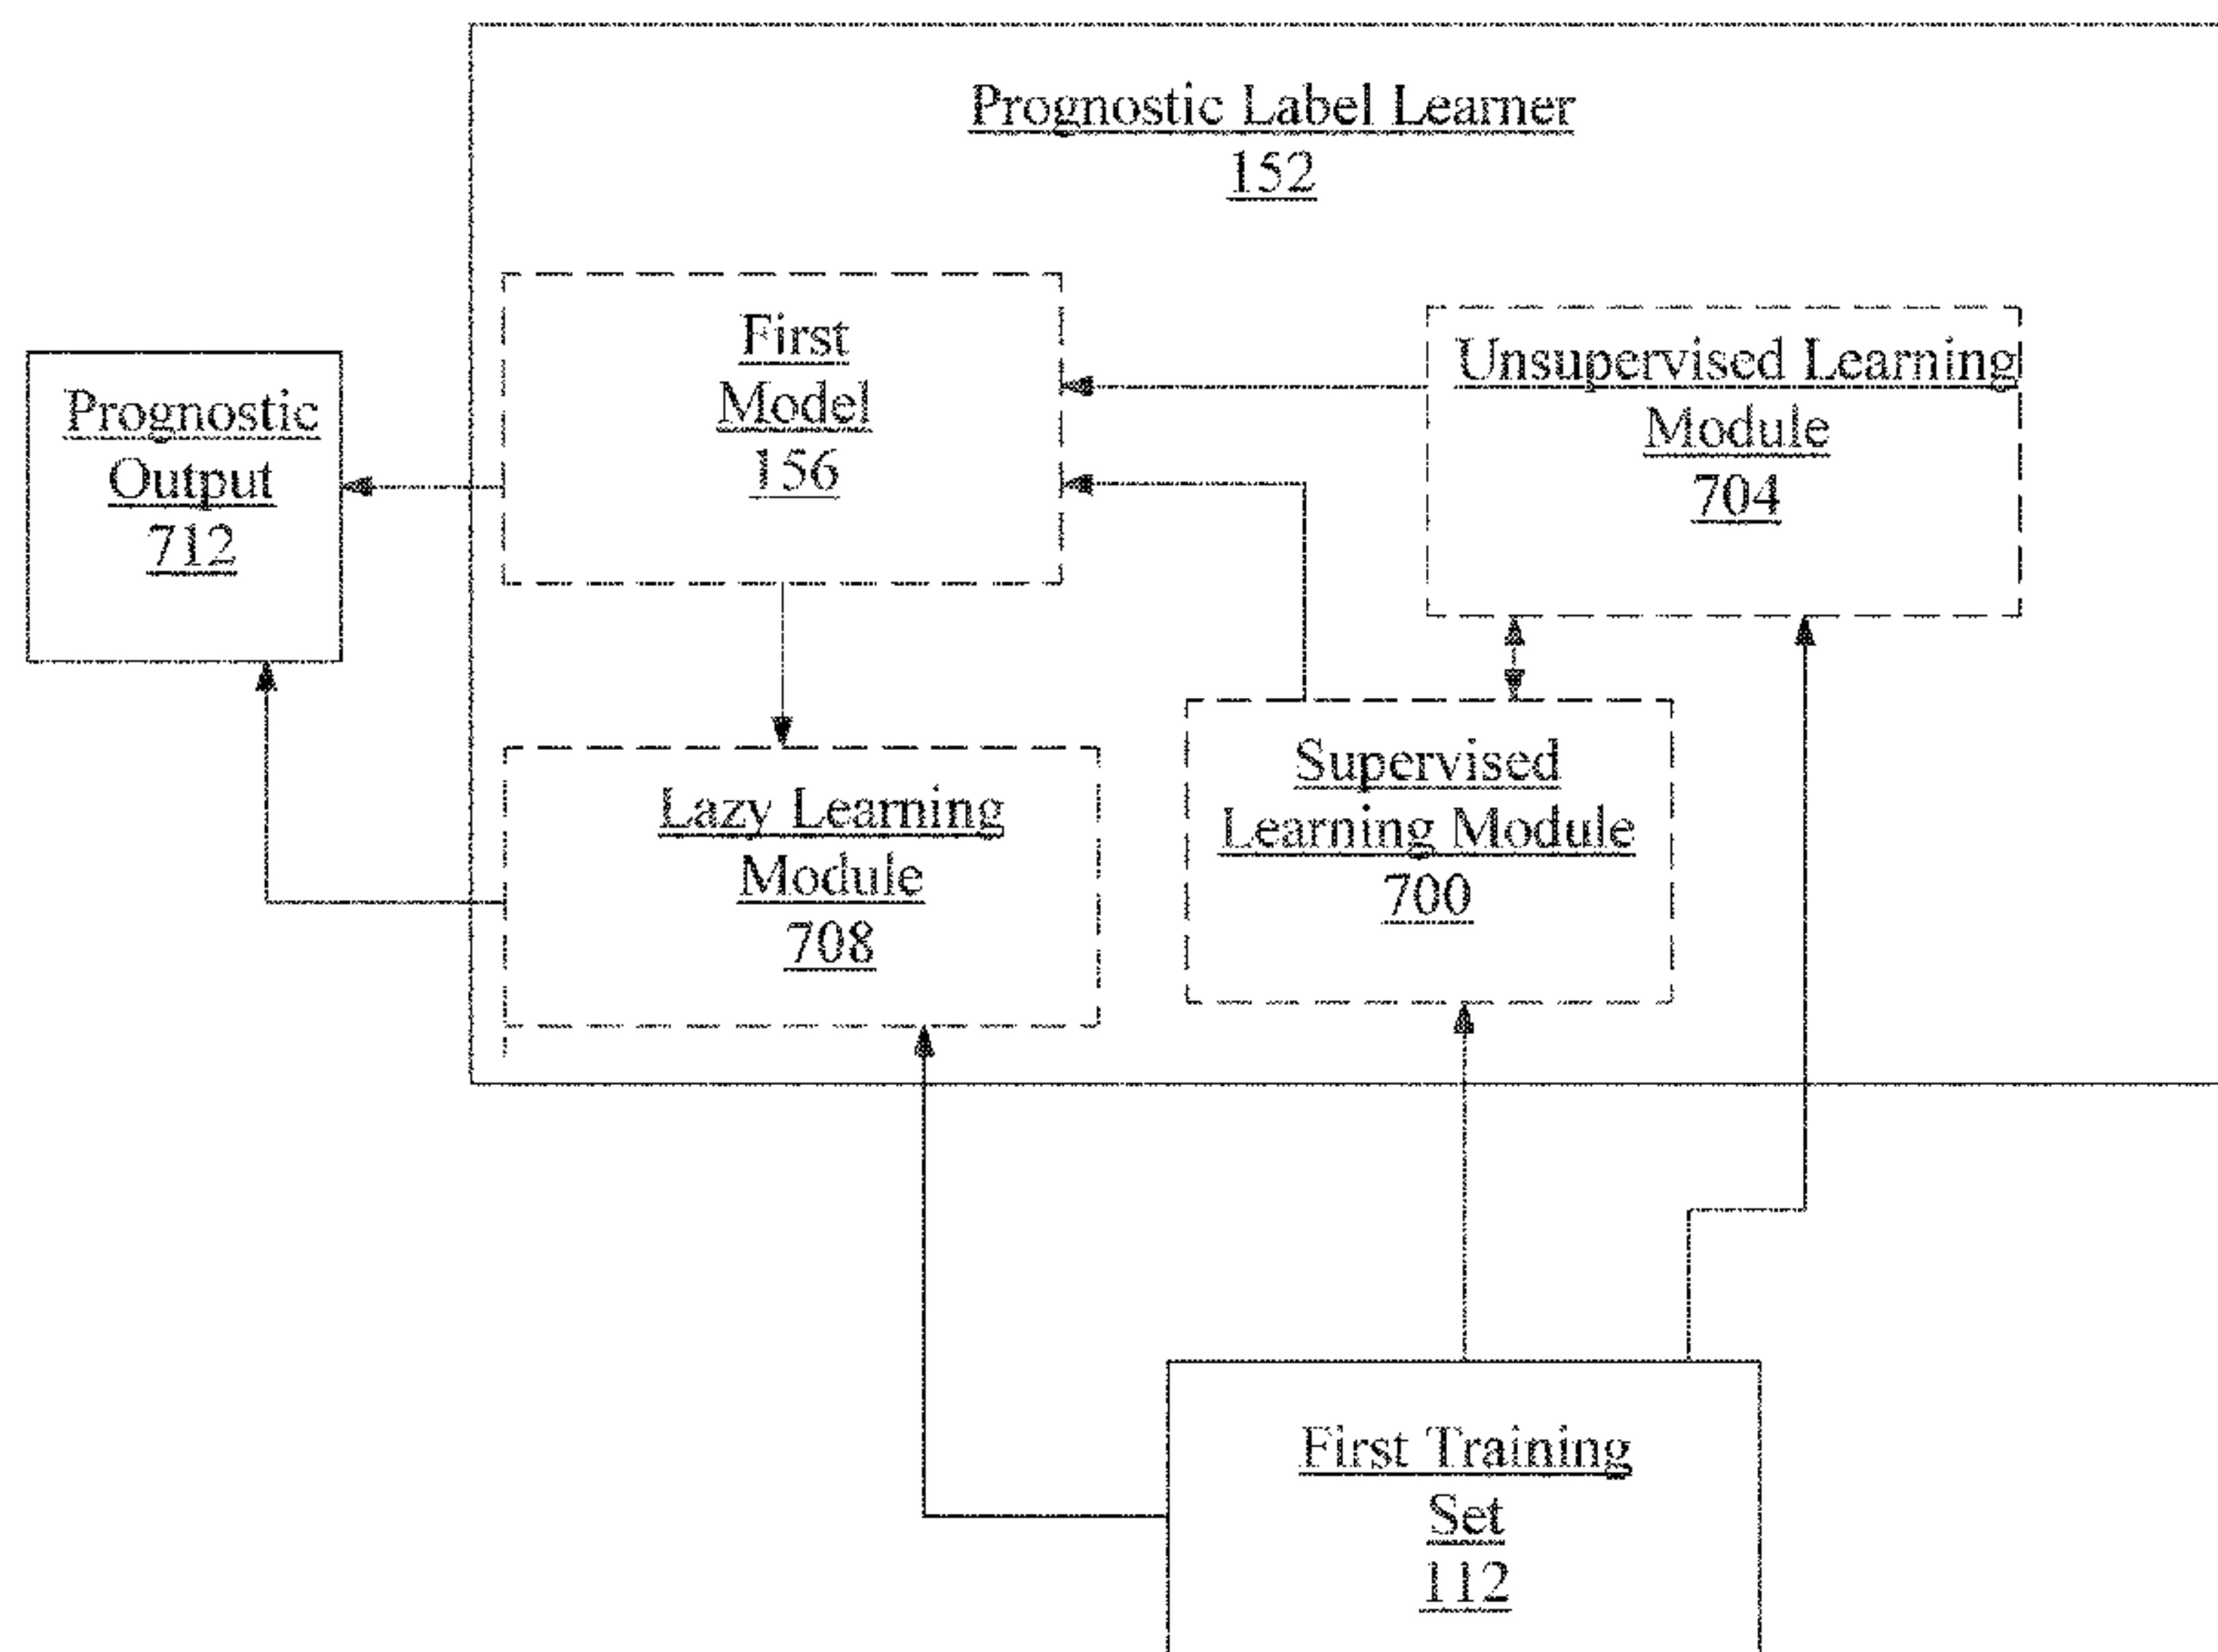 Prognostic Label Learner
152
First
Model
156
Unsupervised Learning
Module
704
Prognostic
Output
712
Lazy Learning
Module
708
Supervised
Learning Module
700
First Training
Set
112